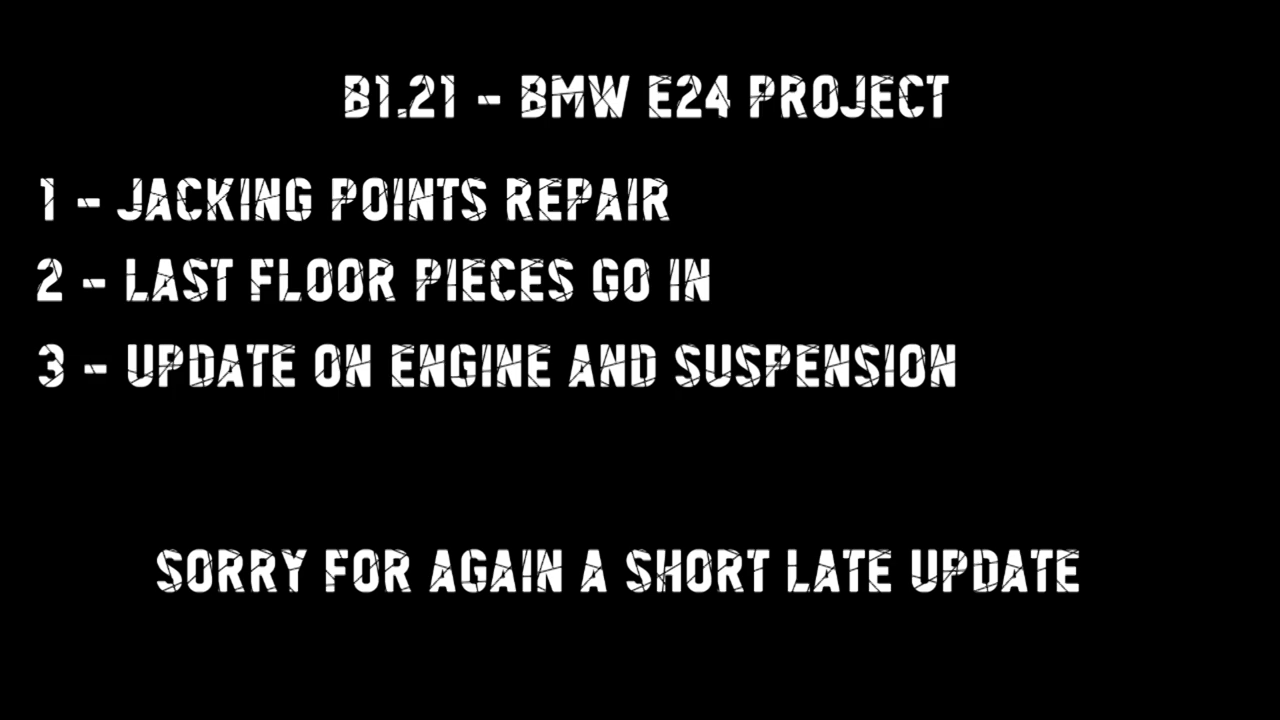 B1.21 - BMW E24 PROJECT
1 - JACKING POINTS REPAIR
2 - LAST FLOOR PIECES GO IN
3 - UPDATE ON ENGINE AND SUSPENSION
SORRY FOR AGAIN A SHORT LATE UPDATE